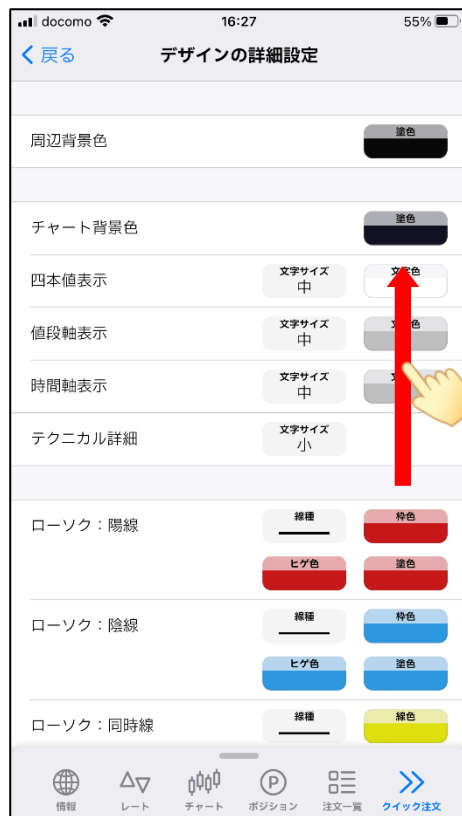 docomo 16:27 55%
戻る デザインの詳細設定
周辺背景色 塗色
チャート背景色 塗色
四本値表示 文字サイズ 中 文字色
値段軸表示 文字サイズ 中 色
時間軸表示 文字サイズ 中
テクニカル詳細 文字サイズ 小
ローソク：陽線 線種 枠色
ヒゲ色 塗色
ローソク：陰線 線種 枠色
ヒゲ色 塗色
ローソク：同時線 線種 線色
P
情報 レート チャート ポジション 注文一覧 クイック注文